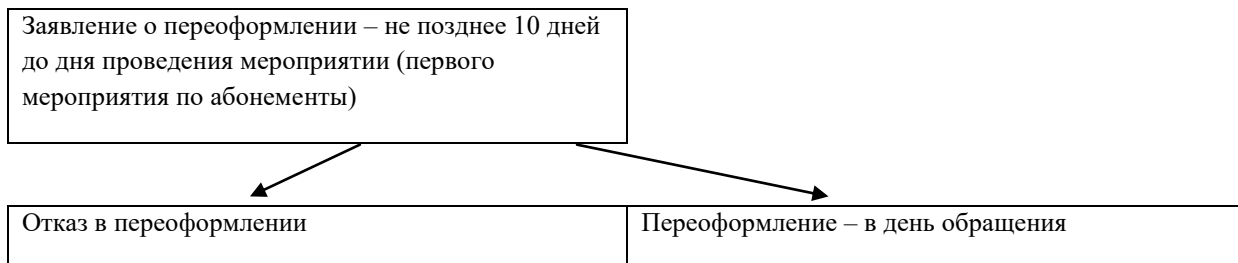 Заявление о переоформлении – не позднее 10 дней
до дня проведения мероприятии (первого
мероприятия по абонементы)
Отказ в переоформлении
Переоформление – в день обращения